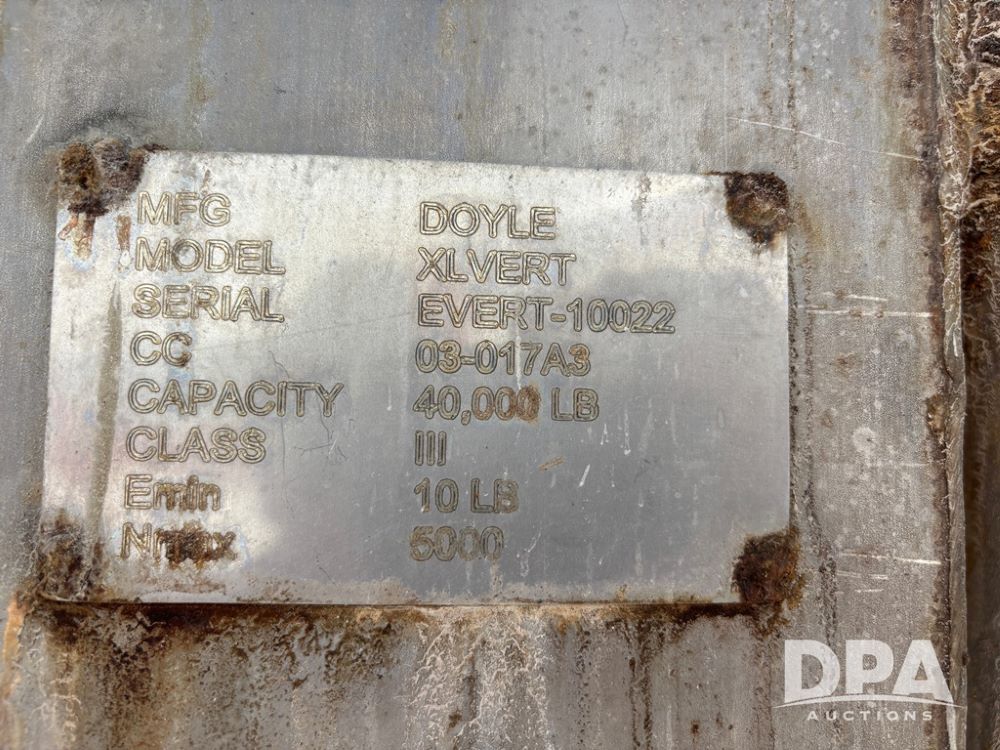 MFG DOYLE
MODEL XLVERT
SERIAL EVERT-10022
CC 03-017A3
CAPACITY 40,000 LB
CLASS III
Emin 10 LB
Nmax 5000
DPA
AUCTIONS